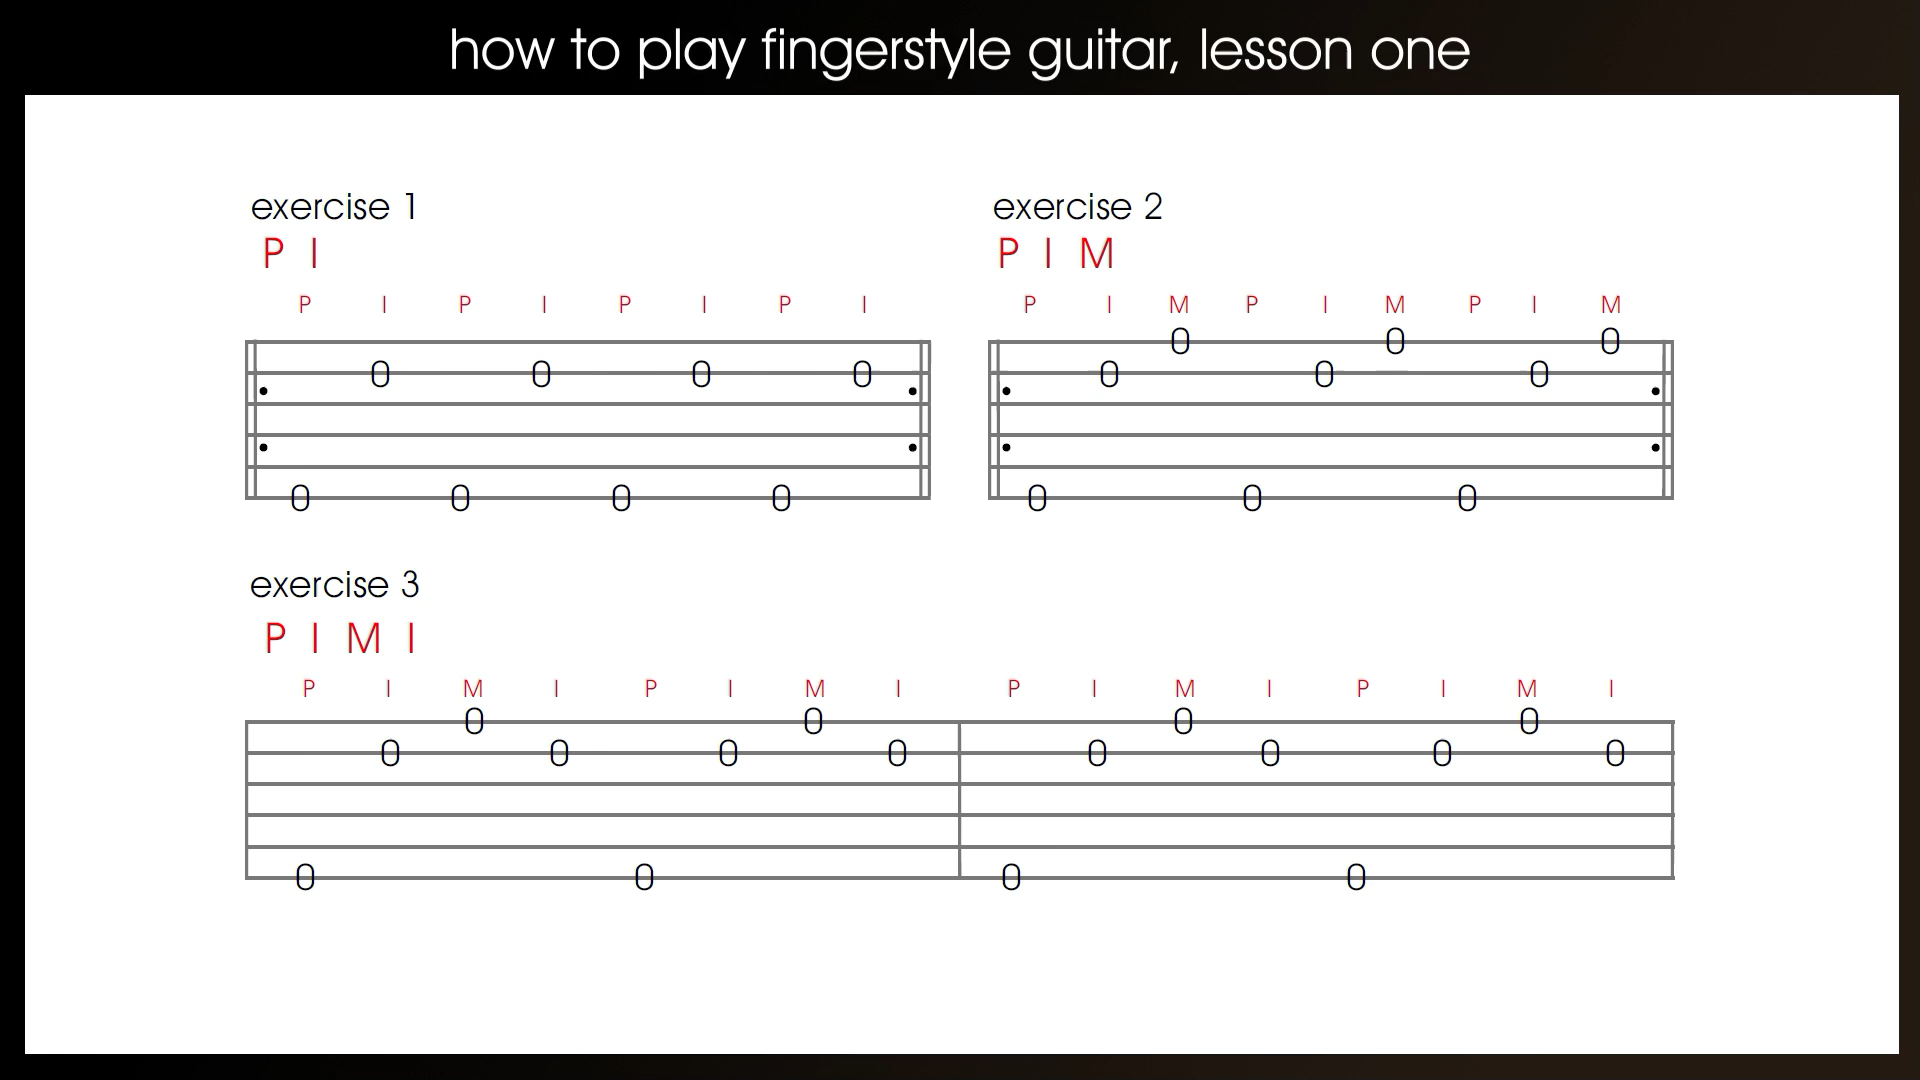 how to play fingerstyle guitar, lesson one
exercise 1
P I
P I P I P I P I
0 0 0 0
0 0 0 0
exercise 2
P I M
P I M P I M P I M
0 0 0
0 0 0
0 0 0
exercise 3
P I M I
P I M I P I M I P I M I P I M I
0 0 0 0
0 0 0 0 0 0 0 0
0 0 0 0